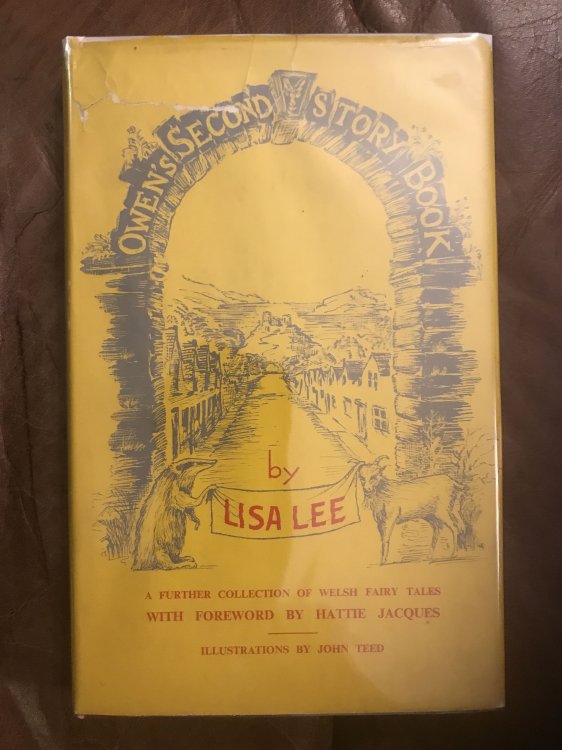 OWEN'S SECOND STORY BOOK
by
LISA LEE
A FURTHER COLLECTION OF WELSH FAIRY TALES
WITH FOREWORD BY HATTIE JACQUES
ILLUSTRATIONS BY JOHN TEED